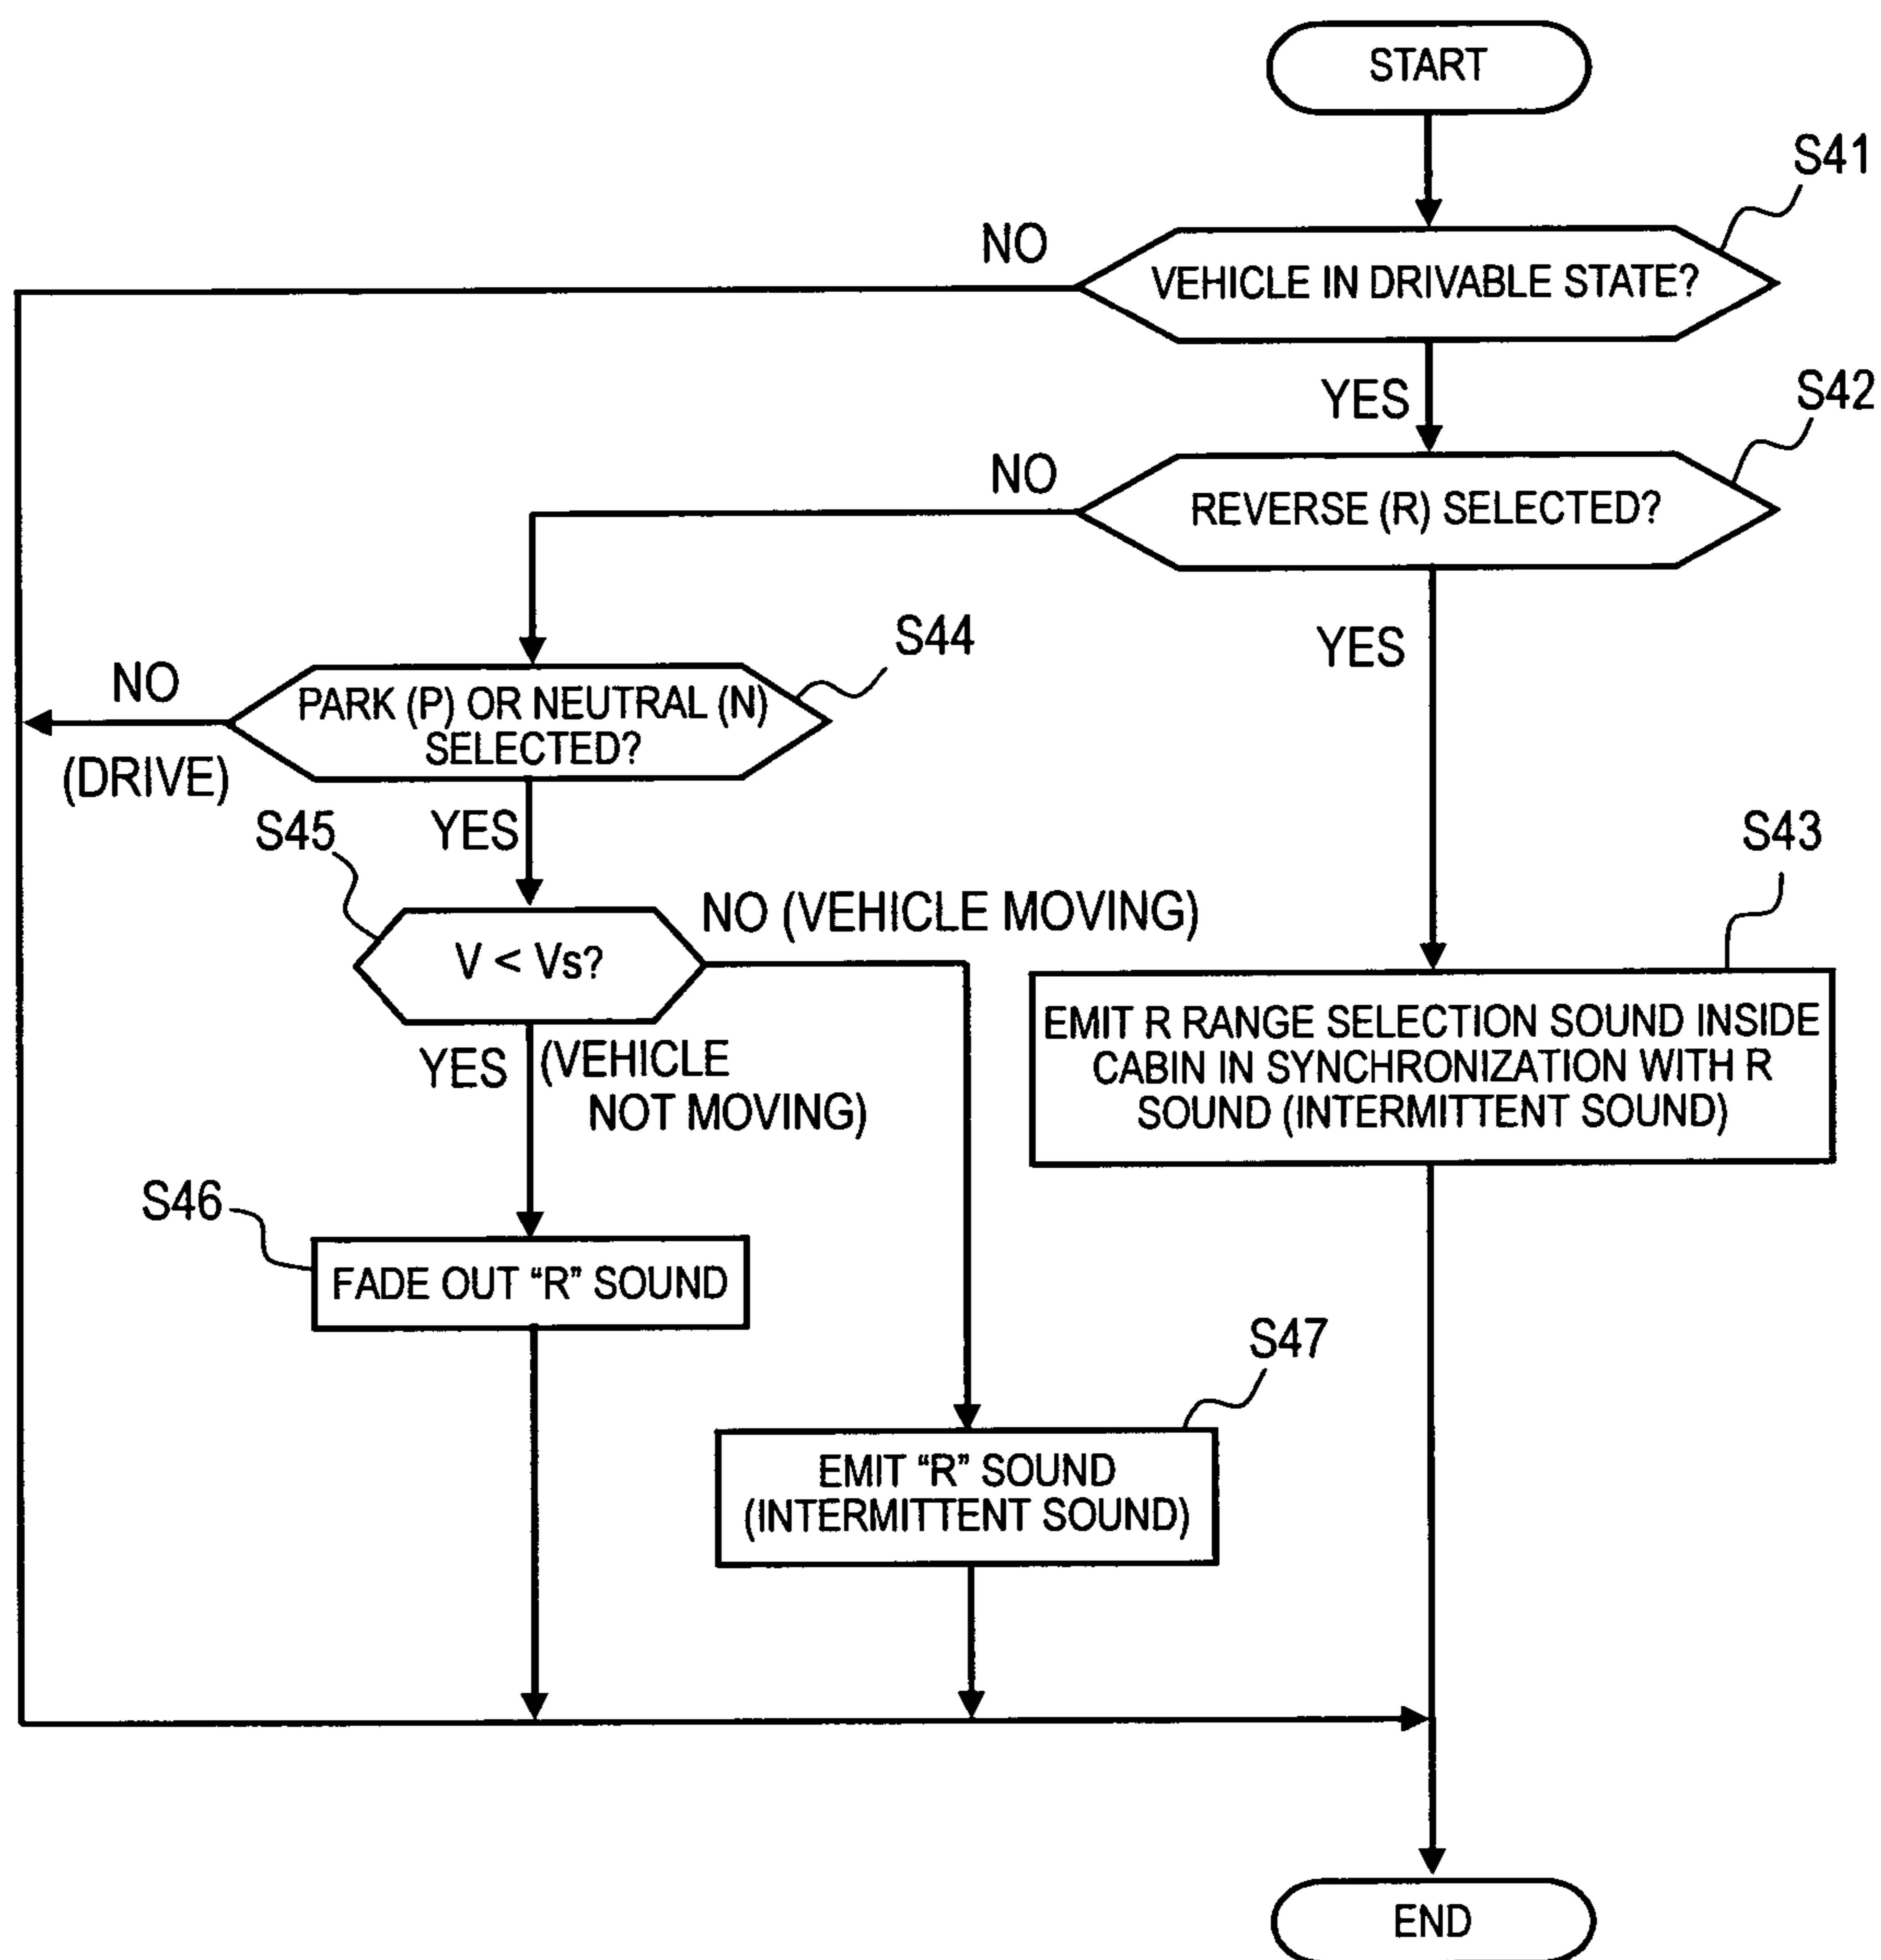 START
S41
NO
VEHICLE IN DRIVABLE STATE?
YES
S42
NO
REVERSE (R) SELECTED?
YES
S44
NO
PARK (P) OR NEUTRAL (N)
SELECTED?
(DRIVE)
S45
YES
S43
NO (VEHICLE MOVING)
V < Vs?
EMIT R RANGE SELECTION SOUND INSIDE
CABIN IN SYNCHRONIZATION WITH R
SOUND (INTERMITTENT SOUND)
YES
(VEHICLE
NOT MOVING)
S46
FADE OUT “R” SOUND
S47
EMIT “R” SOUND
(INTERMITTENT SOUND)
END